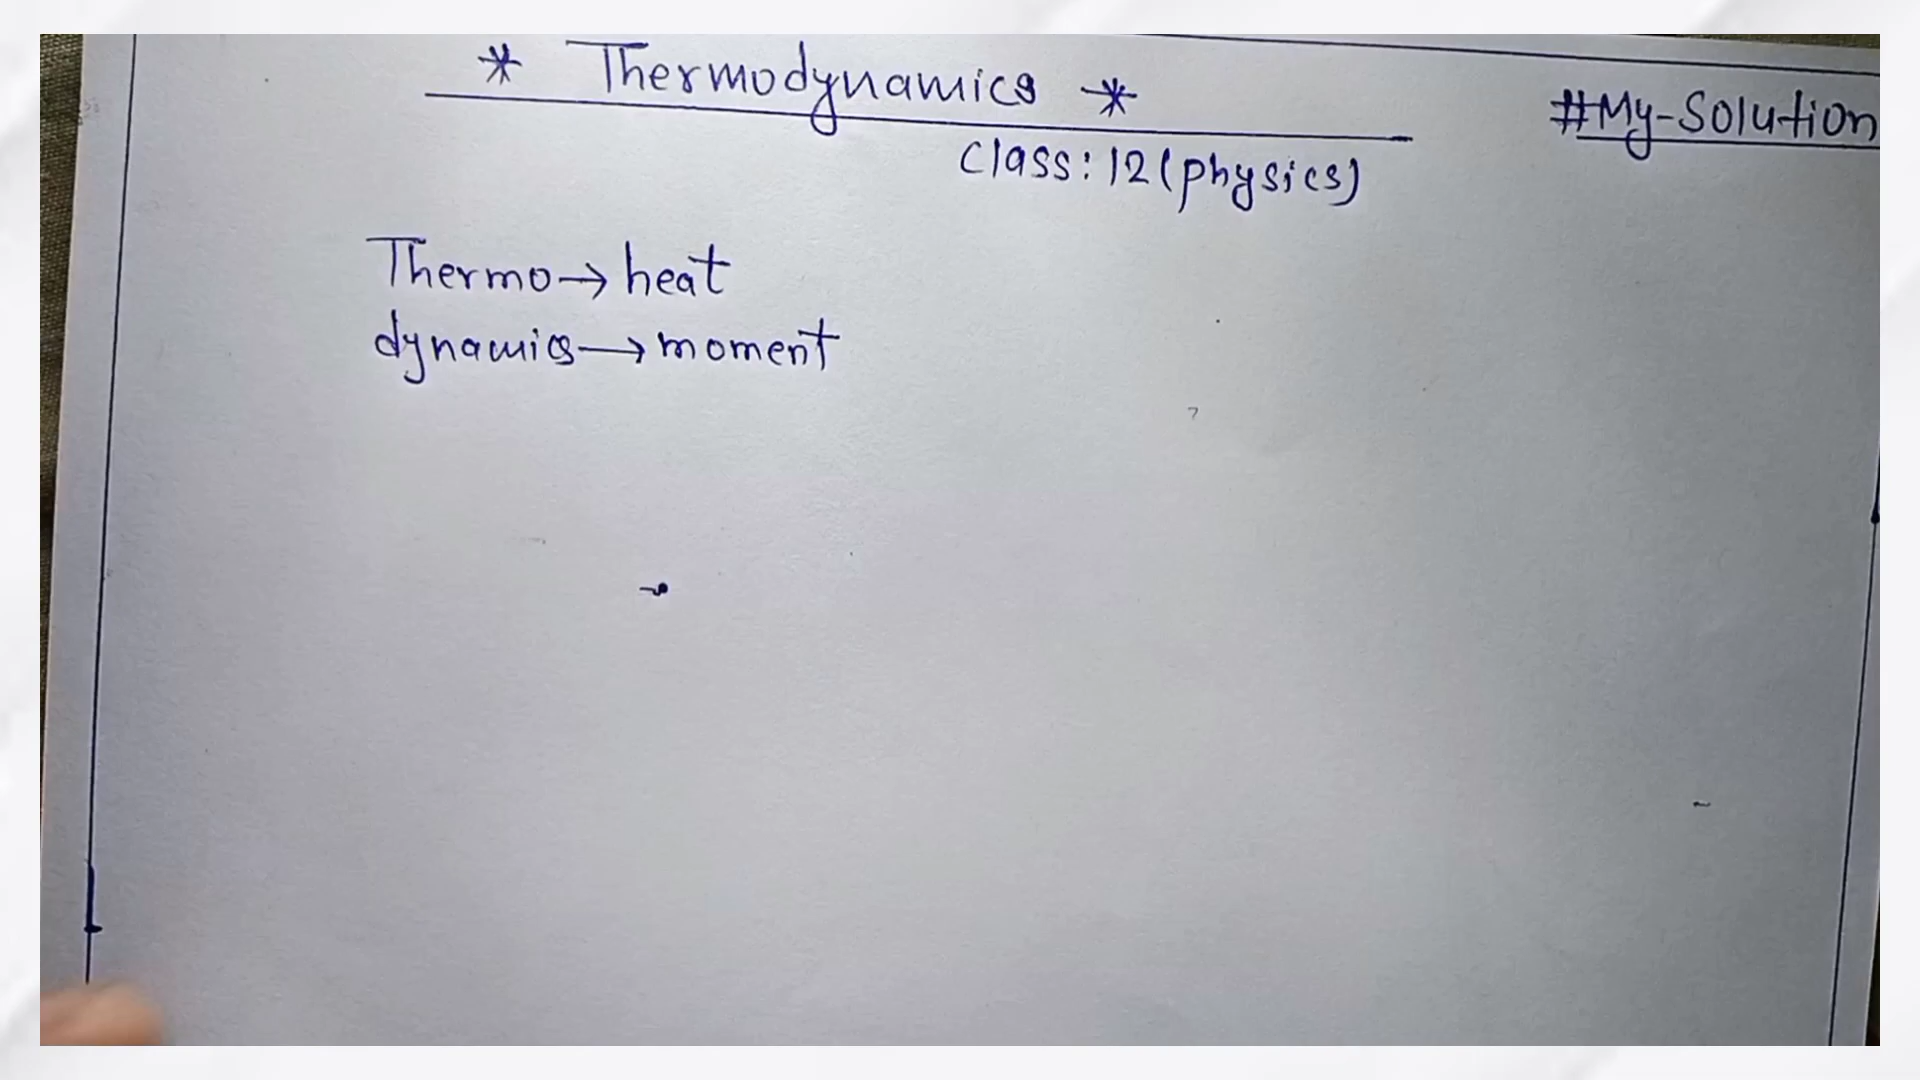 * Thermodynamics *
#My-Solution
Class: 12 (physics)
Thermo → heat
dynamics → moment